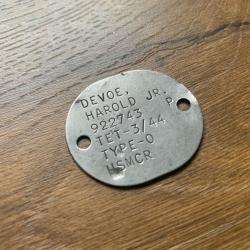 DEVOE,
HAROLD JR.
922743 P
TET-3/44
TYPE-O
USMCR